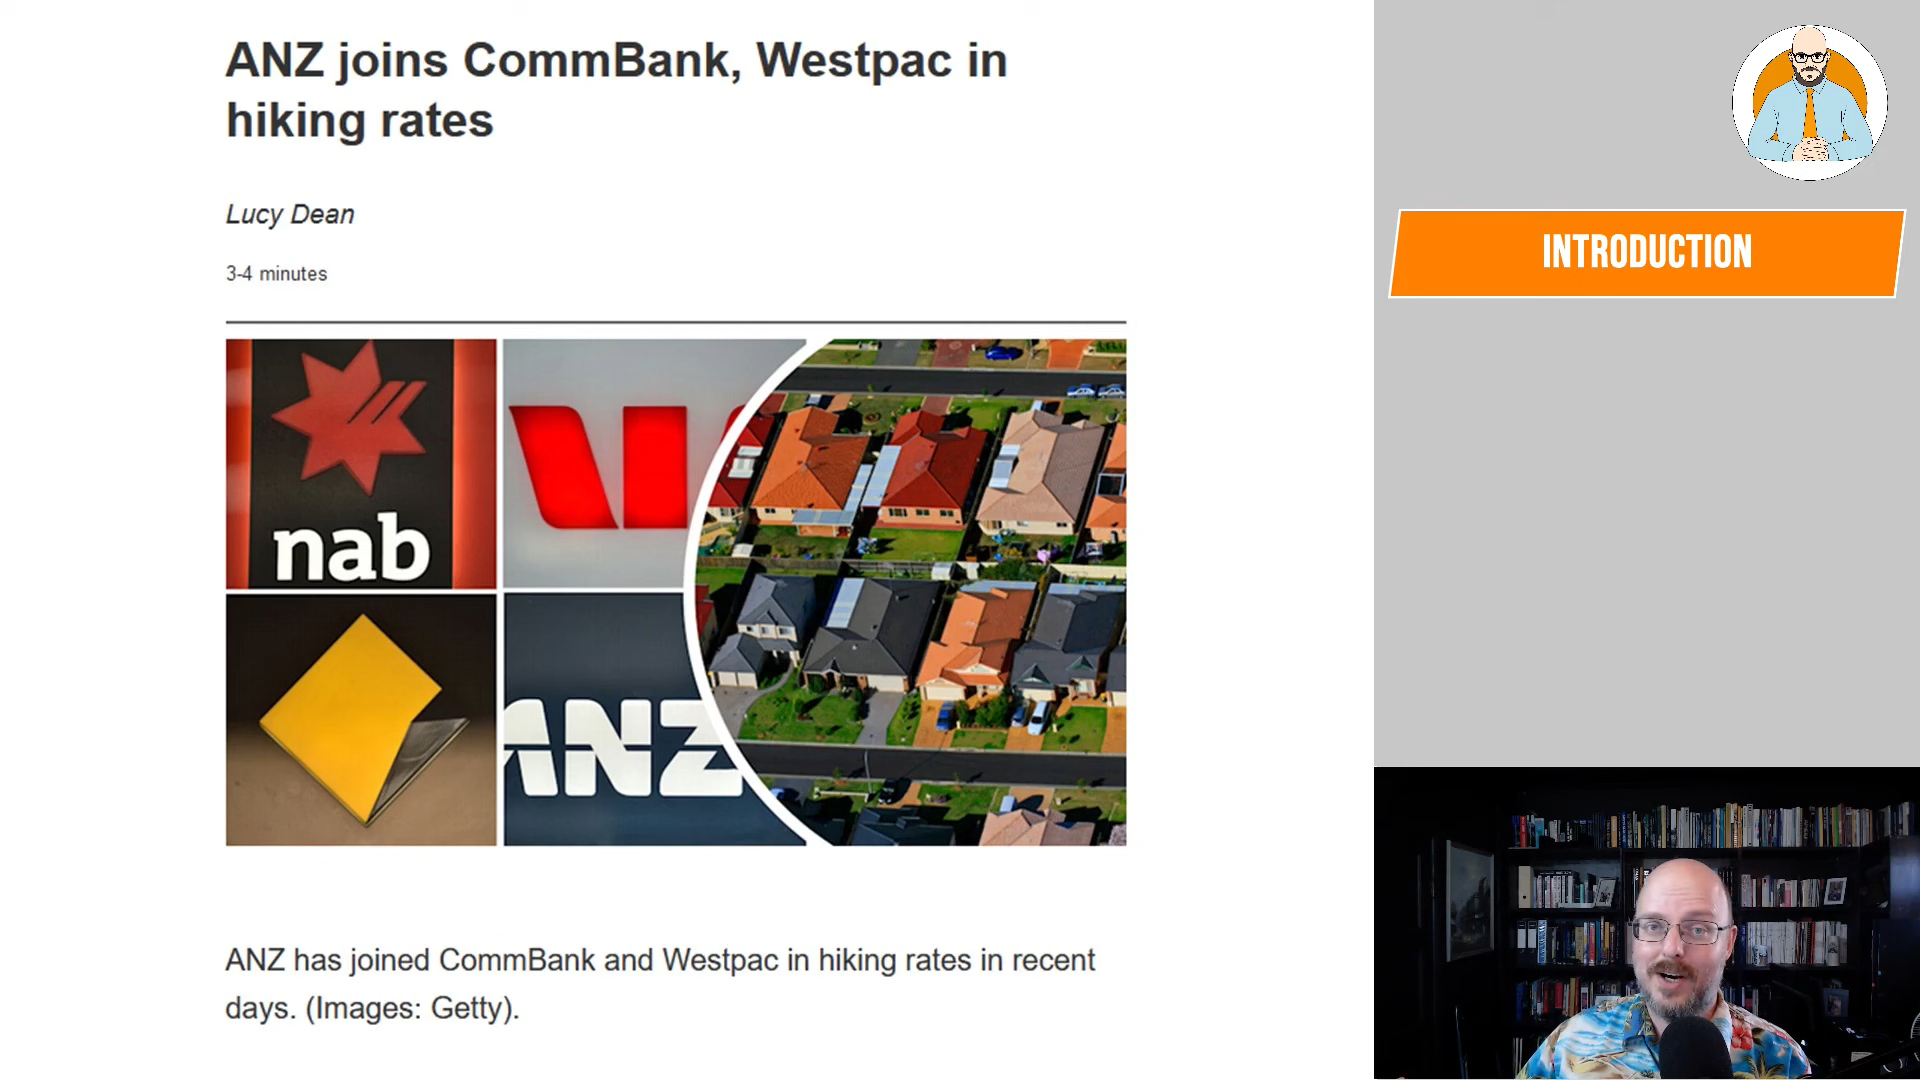 ANZ joins CommBank, Westpac in
hiking rates
Lucy Dean
3-4 minutes
nab
ANZ
ANZ has joined CommBank and Westpac in hiking rates in recent
days. (Images: Getty).
INTRODUCTION